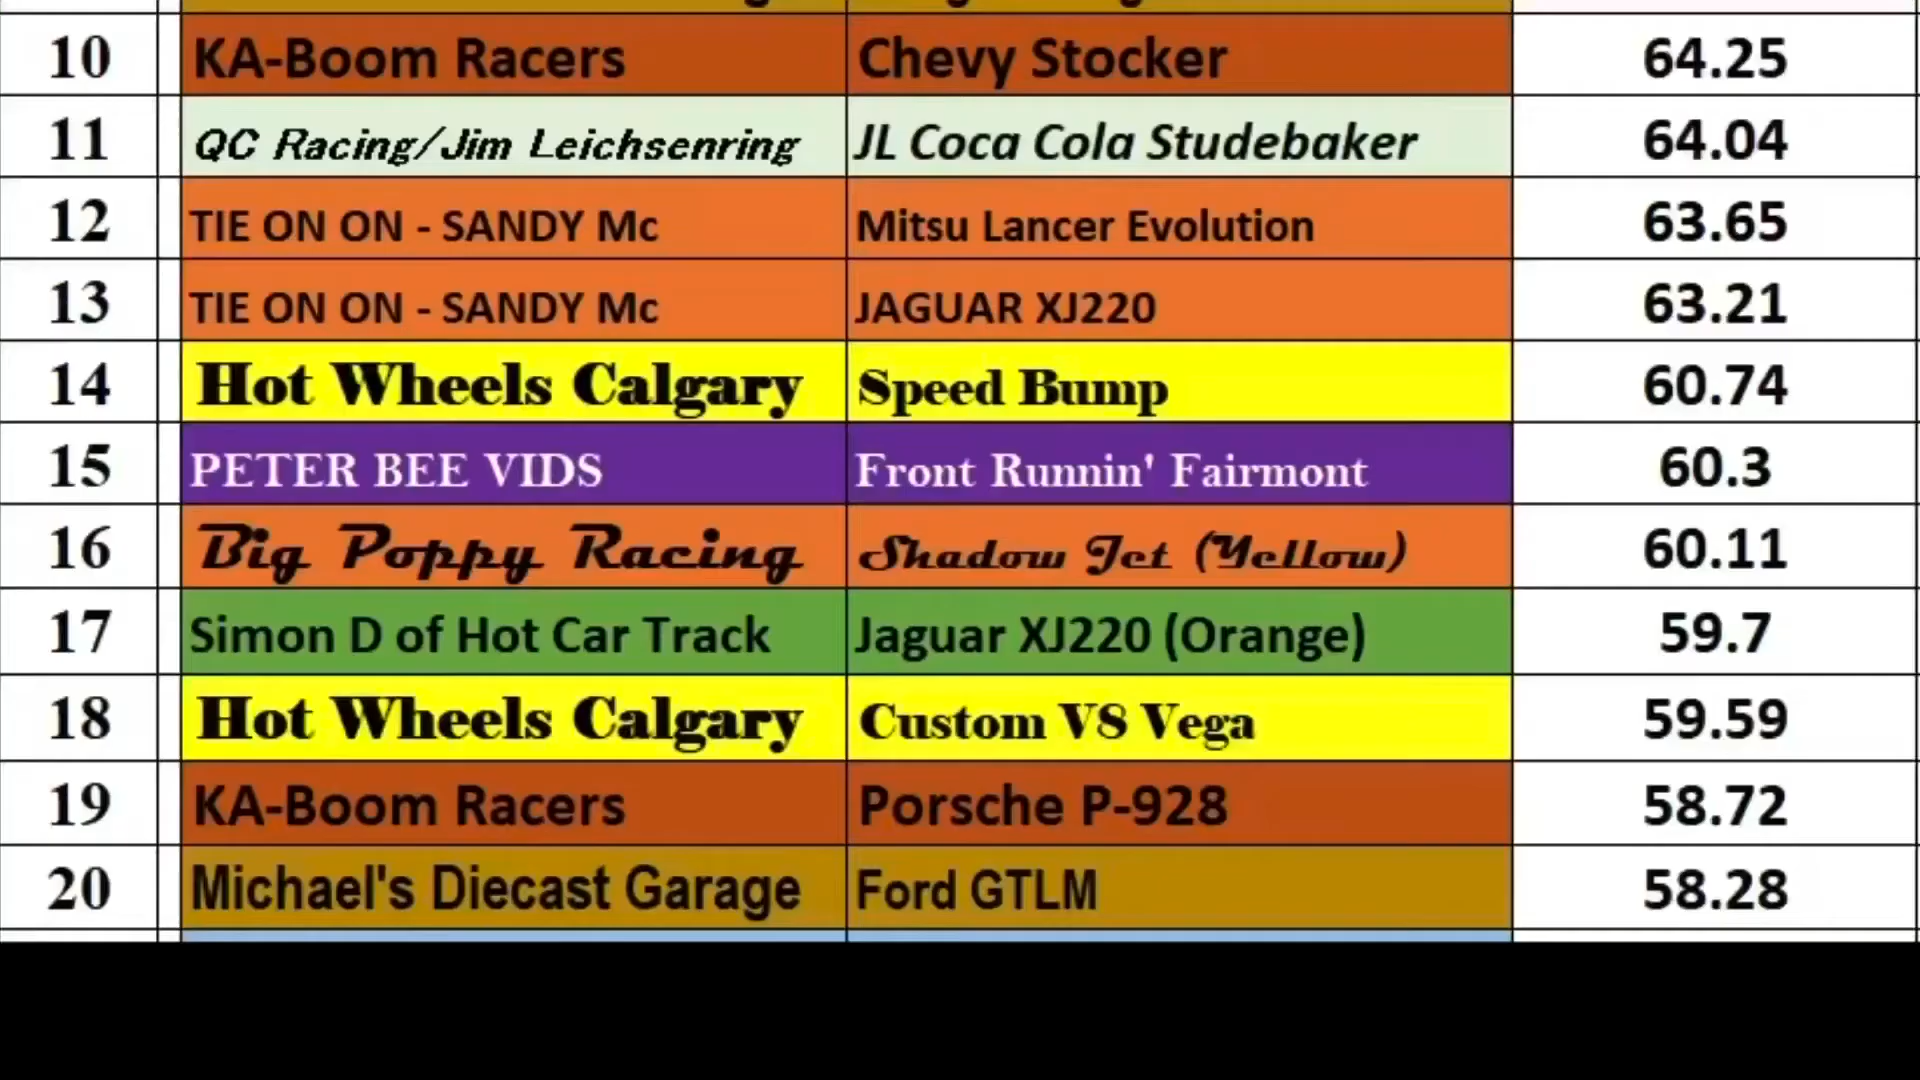 10 KA-Boom Racers Chevy Stocker 64.25
11 QC Racing/Jim Leichsenring JL Coca Cola Studebaker 64.04
12 TIE ON ON - SANDY Mc Mitsu Lancer Evolution 63.65
13 TIE ON ON - SANDY Mc JAGUAR XJ220 63.21
14 Hot Wheels Calgary Speed Bump 60.74
15 PETER BEE VIDS Front Runnin' Fairmont 60.3
16 Big Poppy Racing Shadow Jet (Yellow) 60.11
17 Simon D of Hot Car Track Jaguar XJ220 (Orange) 59.7
18 Hot Wheels Calgary Custom V8 Vega 59.59
19 KA-Boom Racers Porsche P-928 58.72
20 Michael's Diecast Garage Ford GTLM 58.28